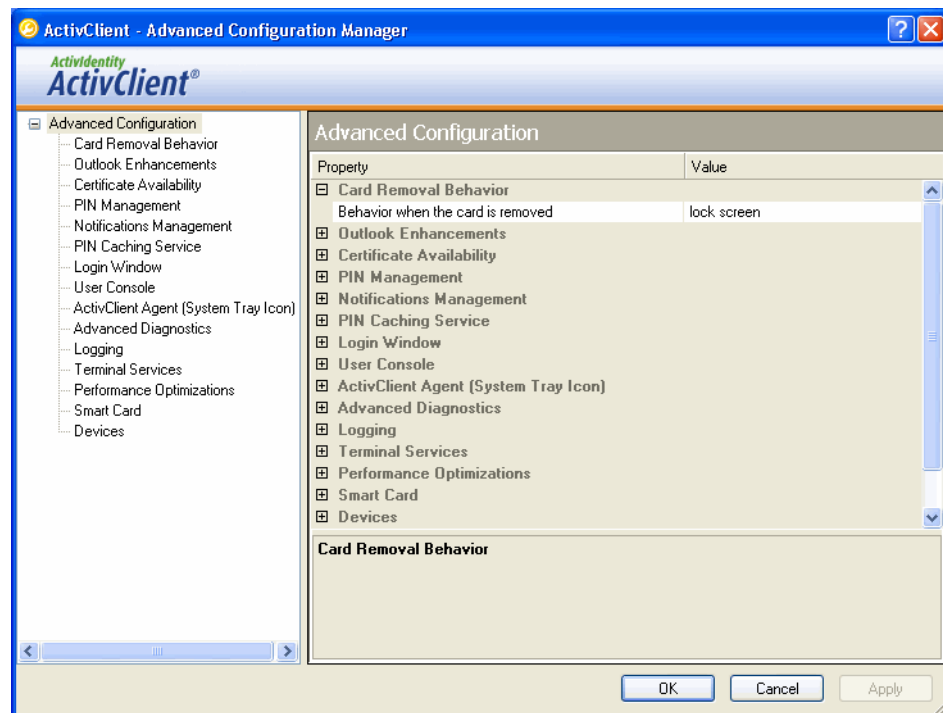 ActivClient - Advanced Configuration Manager
ActivIdentity
ActivClient®
Advanced Configuration
Card Removal Behavior
Outlook Enhancements
Certificate Availability
PIN Management
Notifications Management
PIN Caching Service
Login Window
User Console
ActivClient Agent (System Tray Icon)
Advanced Diagnostics
Logging
Terminal Services
Performance Optimizations
Smart Card
Devices
Advanced Configuration
Property Value
Card Removal Behavior
Behavior when the card is removed lock screen
Outlook Enhancements
Certificate Availability
PIN Management
Notifications Management
PIN Caching Service
Login Window
User Console
ActivClient Agent (System Tray Icon)
Advanced Diagnostics
Logging
Terminal Services
Performance Optimizations
Smart Card
Devices
Card Removal Behavior
OK Cancel Apply